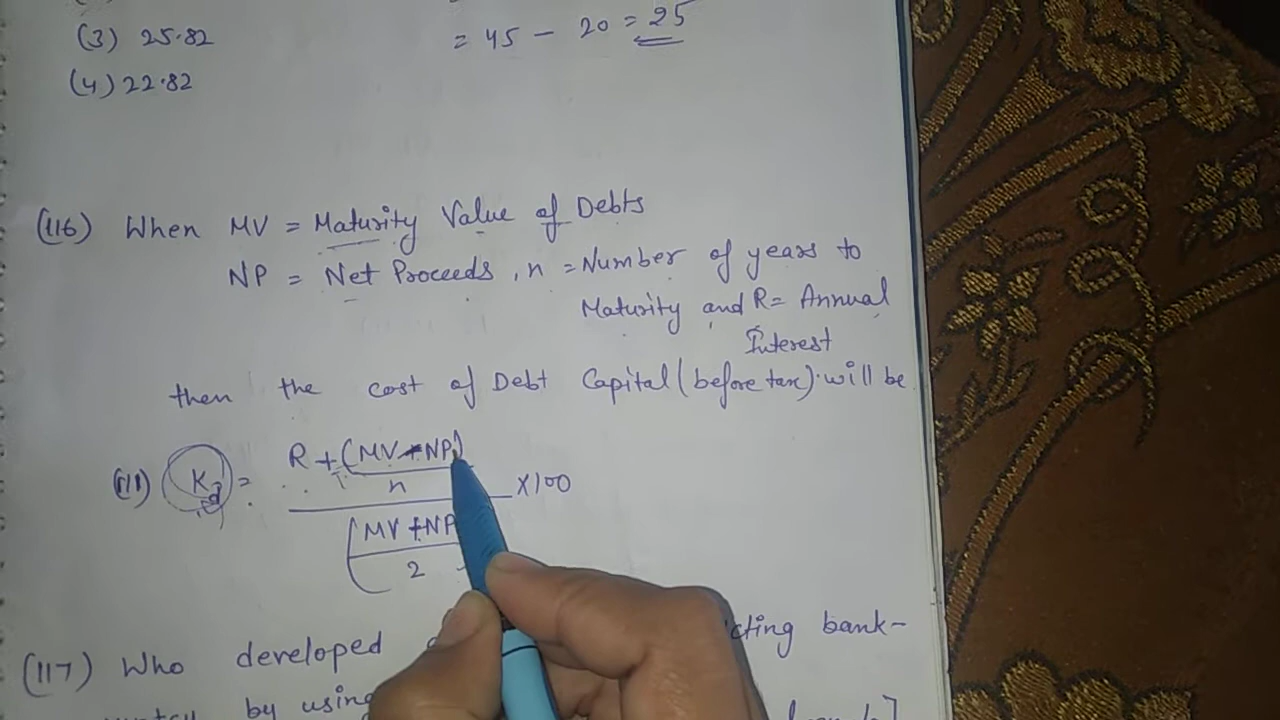 (3) 25.82
= 45 - 20 = 25
(4) 22.82
(116) When MV = Maturity Value of Debts
NP = Net Proceeds, n = Number of years to
Maturity and R = Annual
Interest
then the cost of Debt Capital (before tax) will be
Kd = R + (MV - NP)
n
×100
(MV + NP
2
(117) Who developed
cting bank-
by using